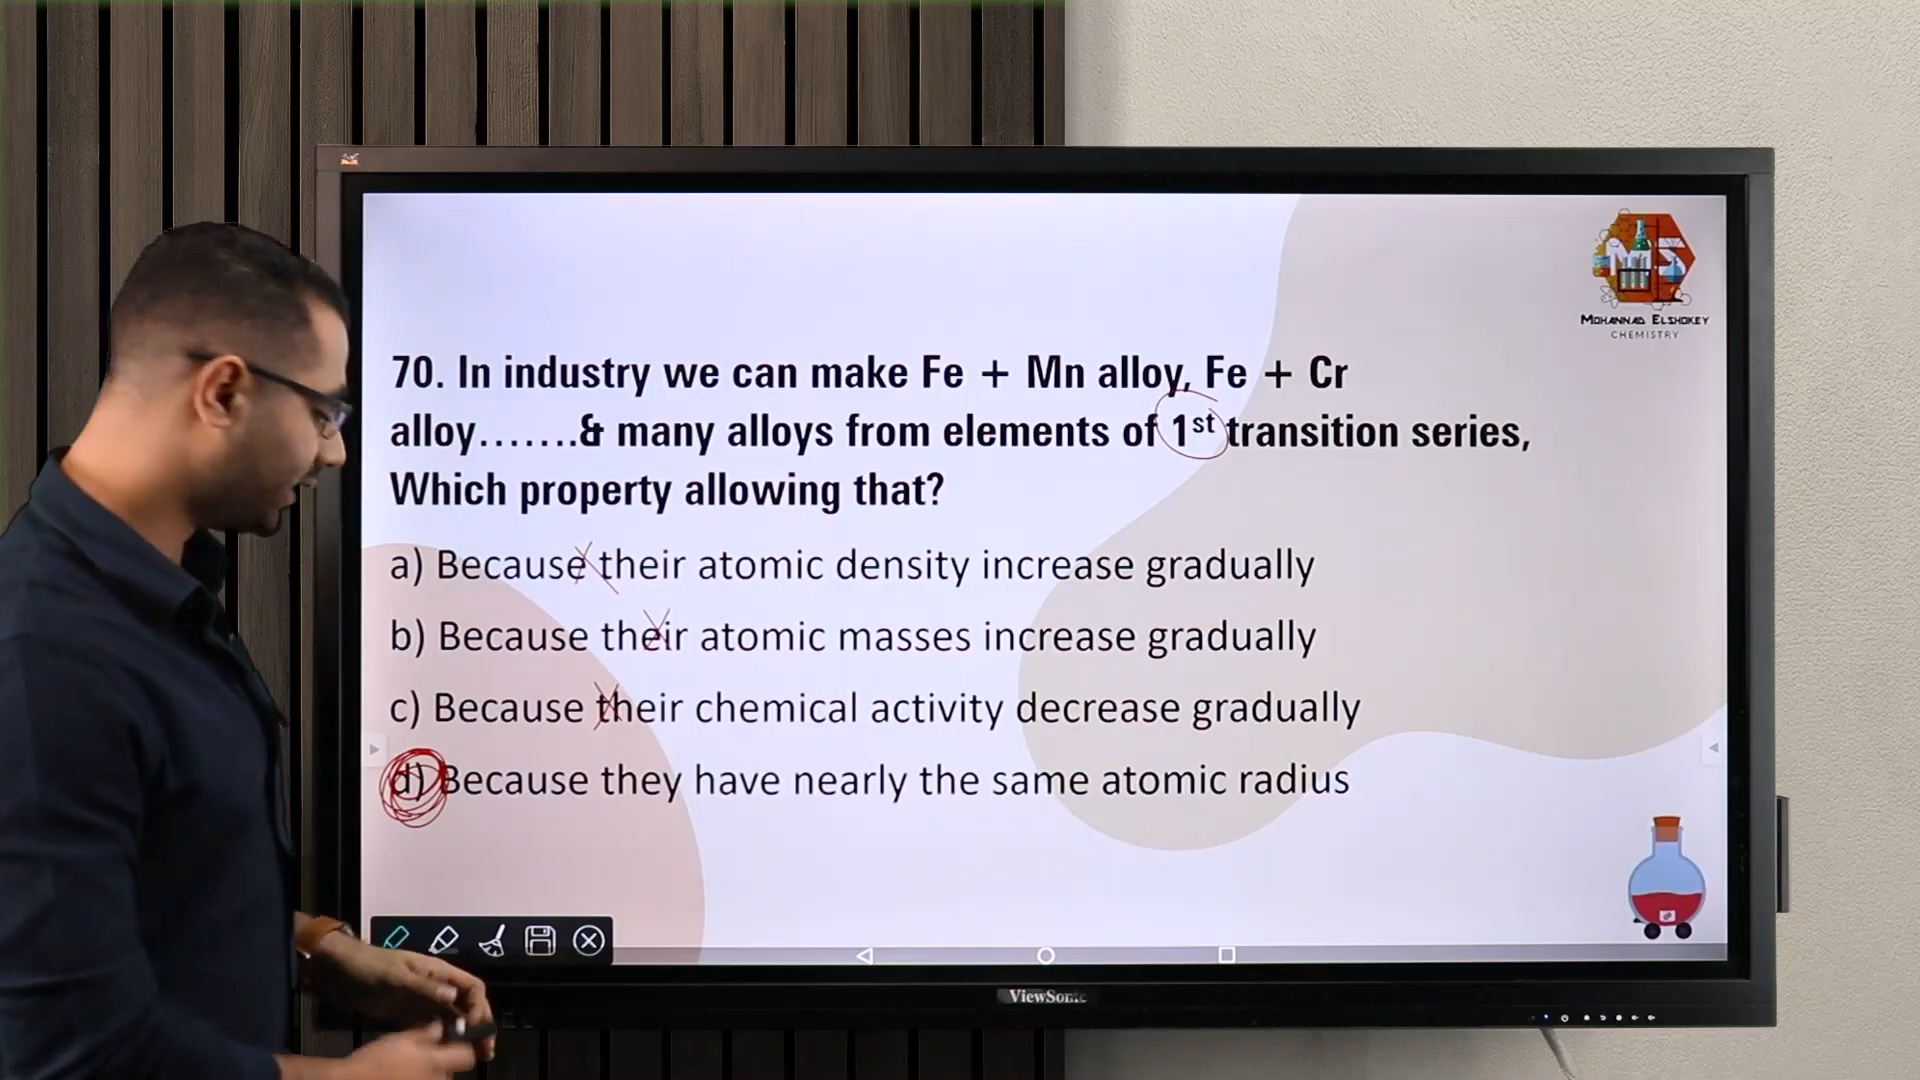 MOHANNAD ELSHOKEY
CHEMISTRY
70. In industry we can make Fe + Mn alloy, Fe + Cr
alloy.......& many alloys from elements of 1st transition series,
Which property allowing that?
a) Because their atomic density increase gradually
b) Because their atomic masses increase gradually
c) Because their chemical activity decrease gradually
d) Because they have nearly the same atomic radius
ViewSonic